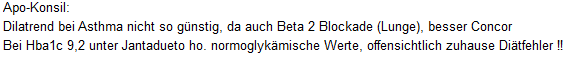 Apo-Konsil:
Dilatrend bei Asthma nicht so günstig, da auch Beta 2 Blockade (Lunge), besser Concor
Bei Hba1c 9,2 unter Jantadueto ho. normoglykämische Werte, offensichtlich zuhause Diätfehler !!